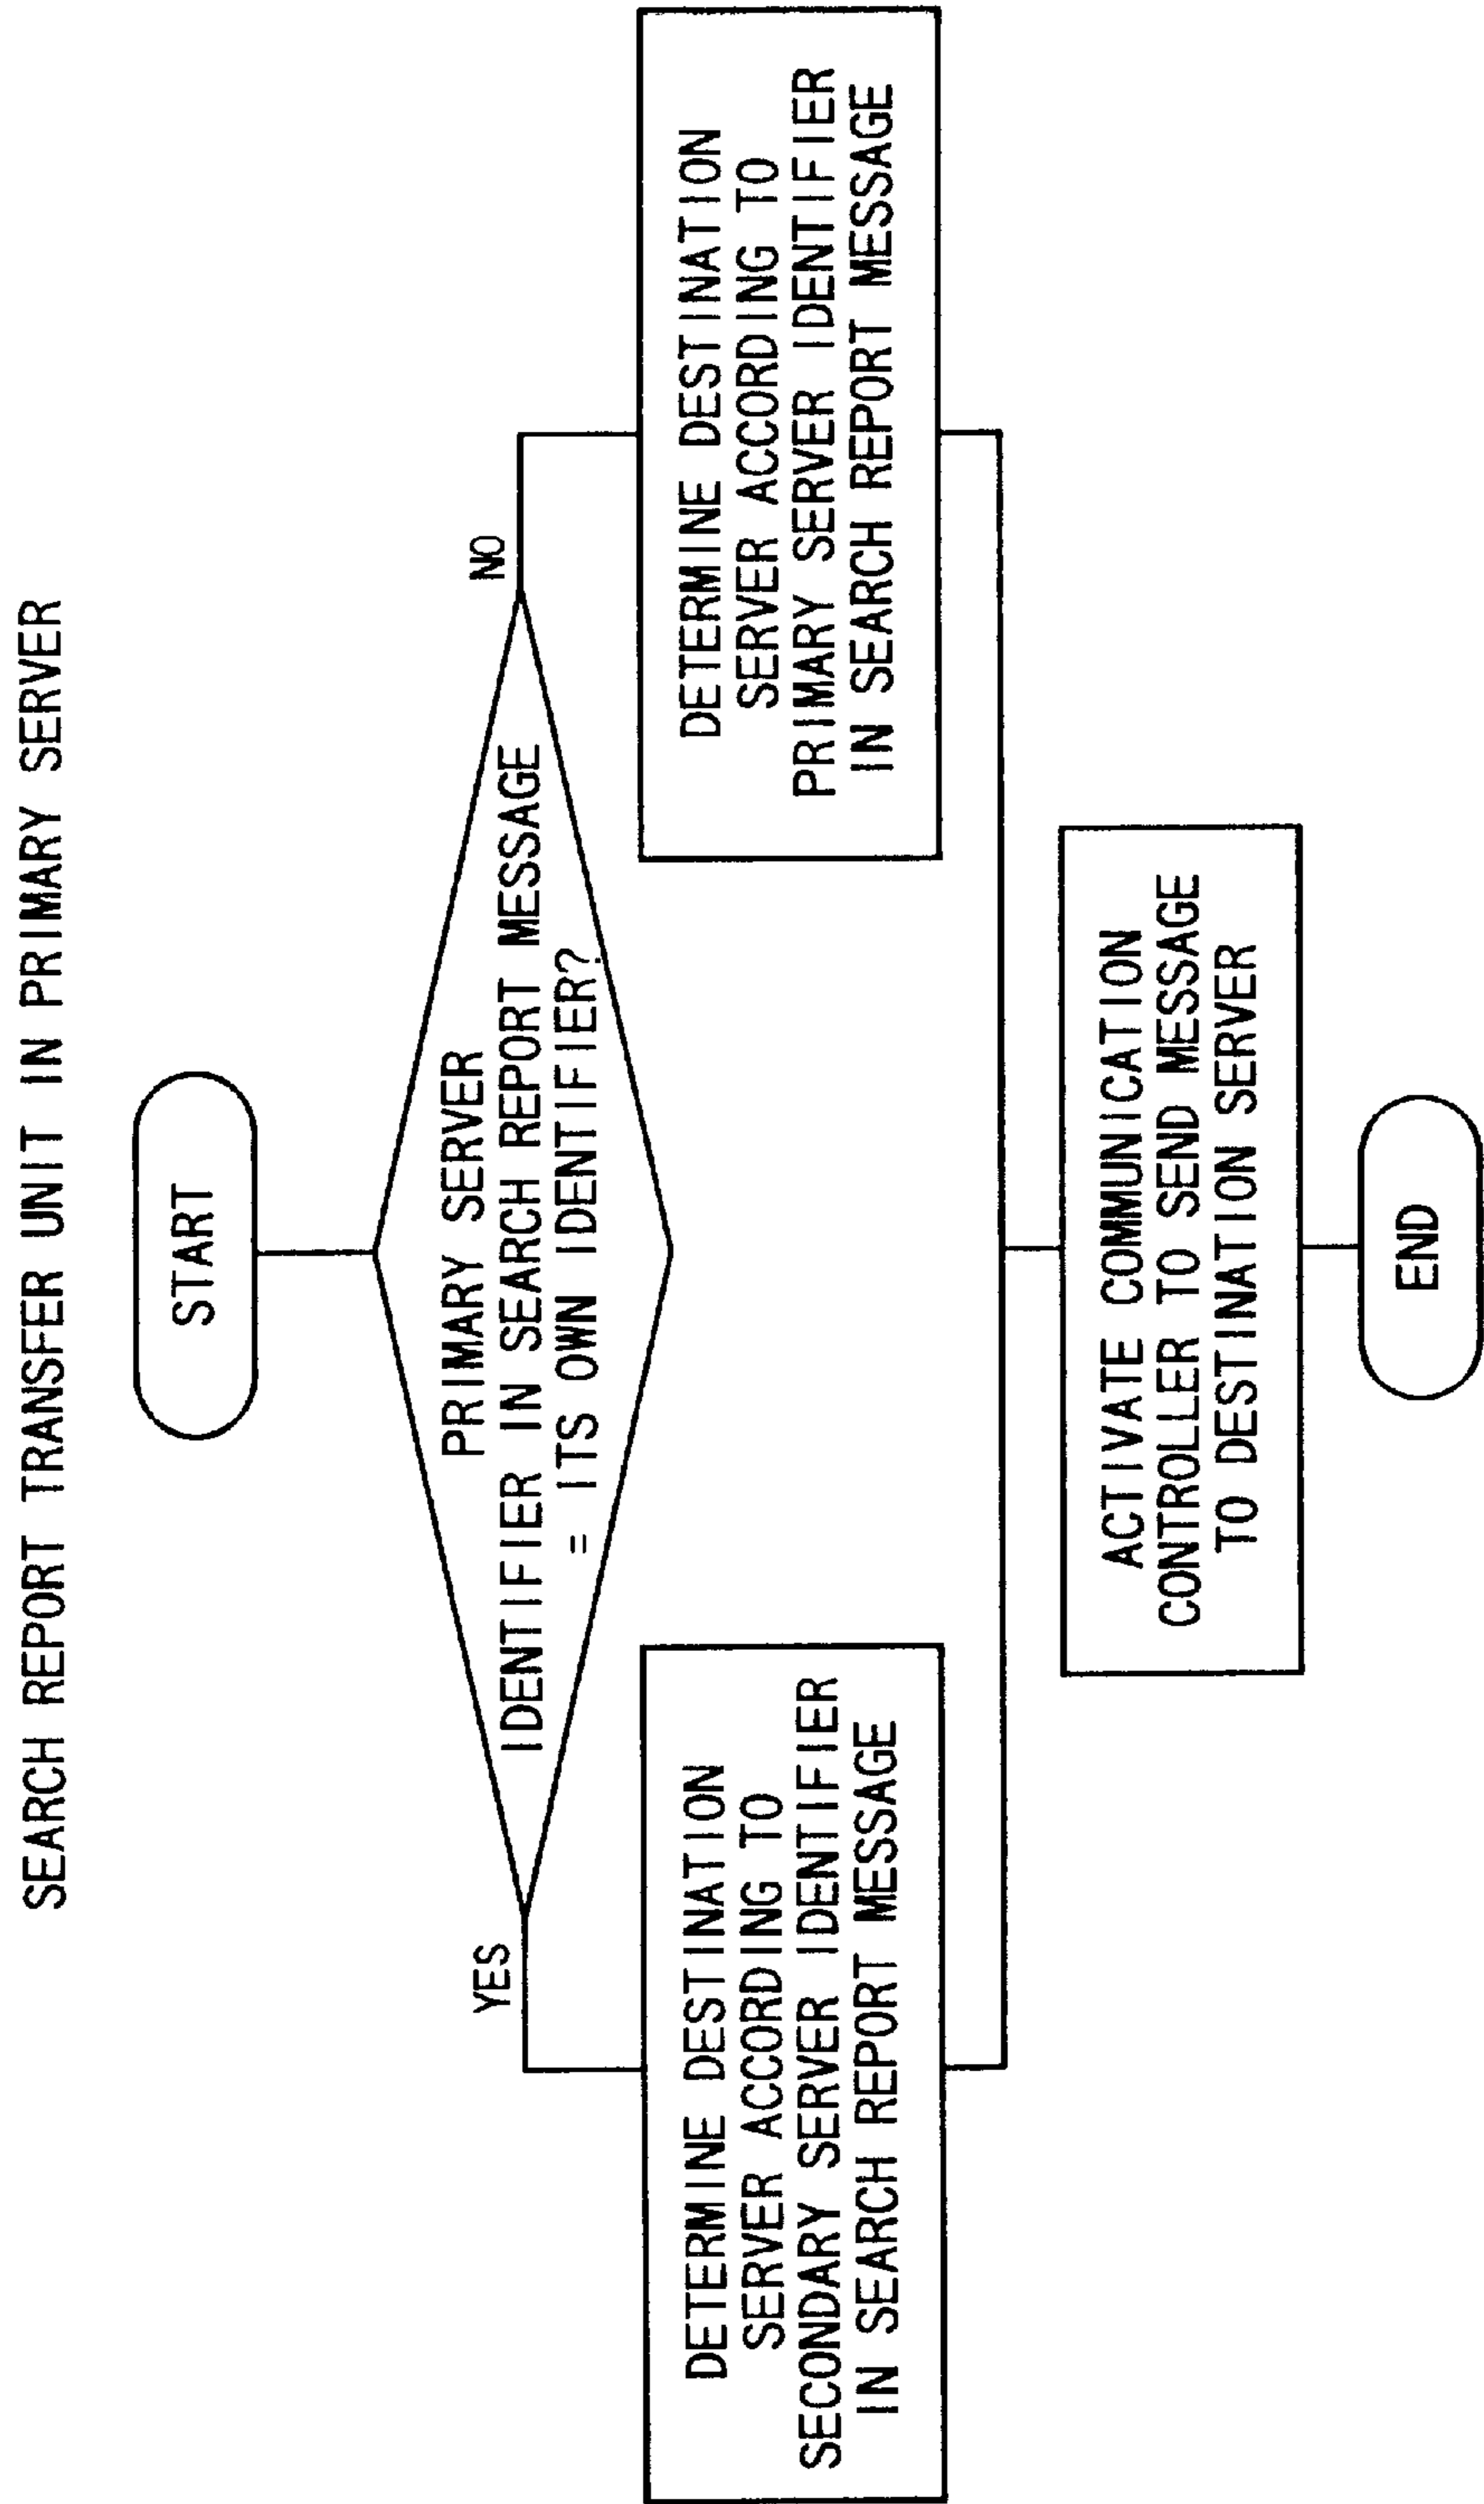 SEARCH REPORT TRANSFER UNIT IN PRIMARY SERVER
START
PRIMARY SERVER
IDENTIFIER IN SEARCH REPORT MESSAGE
= ITS OWN IDENTIFIER?
YES
NO
DETERMINE DESTINATION
SERVER ACCORDING TO
SECONDARY SERVER IDENTIFIER
IN SEARCH REPORT MESSAGE
DETERMINE DESTINATION
SERVER ACCORDING TO
PRIMARY SERVER IDENTIFIER
IN SEARCH REPORT MESSAGE
ACTIVATE COMMUNICATION
CONTROLLER TO SEND MESSAGE
TO DESTINATION SERVER
END